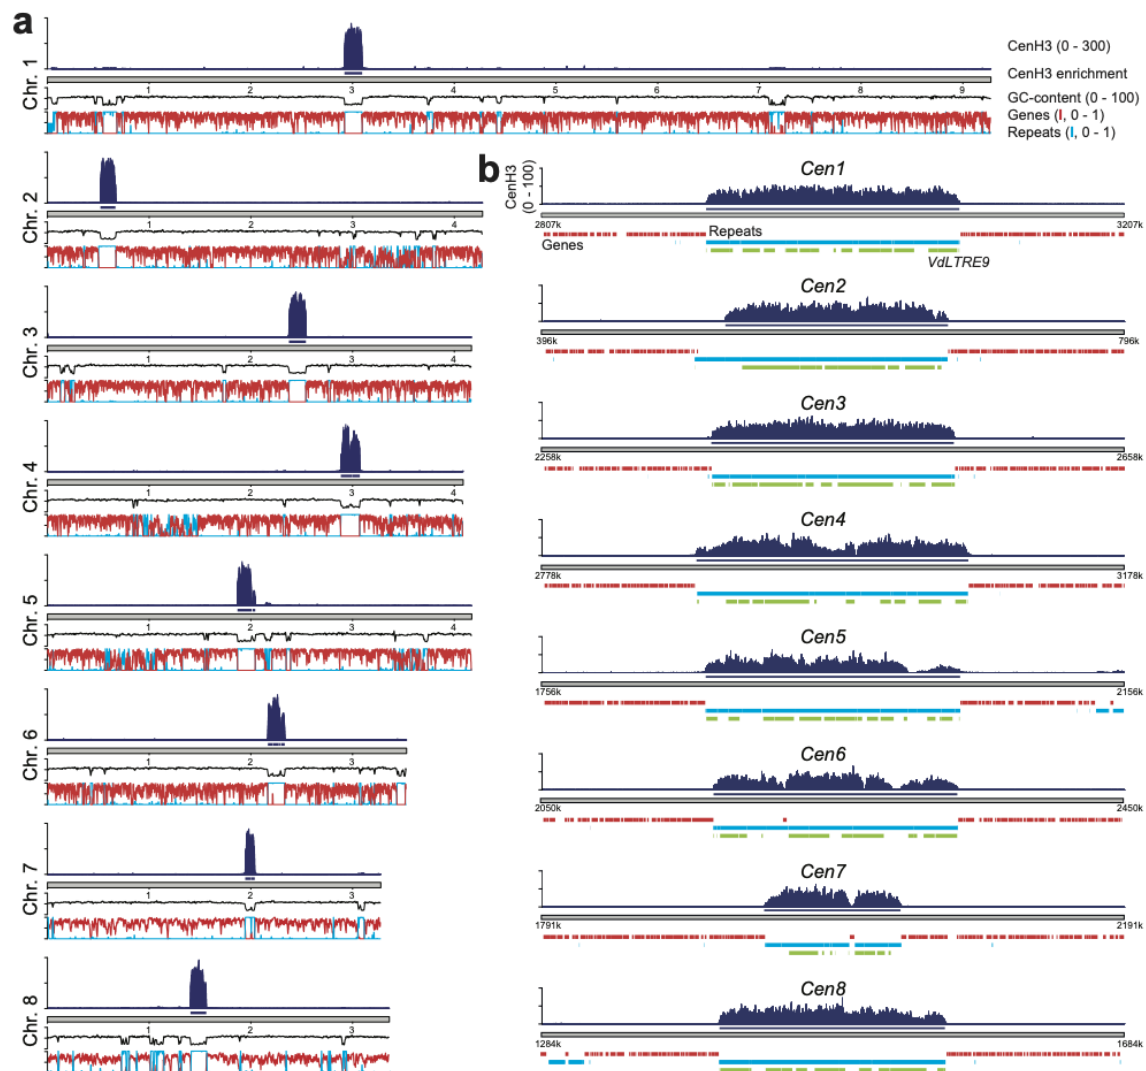 a
Chr. 1
1 2 3 4 5 6 7 8 9
CenH3 (0 - 300)
CenH3 enrichment
GC-content (0 - 100)
Genes (I, 0 - 1)
Repeats (I, 0 - 1)
Chr. 2
1 2 3 4
Chr. 3
1 2 3 4
Chr. 4
1 2 3 4
Chr. 5
1 2 3 4
Chr. 6
1 2 3
Chr. 7
1 2 3
Chr. 8
1 2 3
b
CenH3
(0 - 100)
Cen1
2807k 3207k
Genes
Repeats
VdLTRE9
Cen2
396k 796k
Cen3
2258k 2658k
Cen4
2778k 3178k
Cen5
1756k 2156k
Cen6
2050k 2450k
Cen7
1791k 2191k
Cen8
1284k 1684k